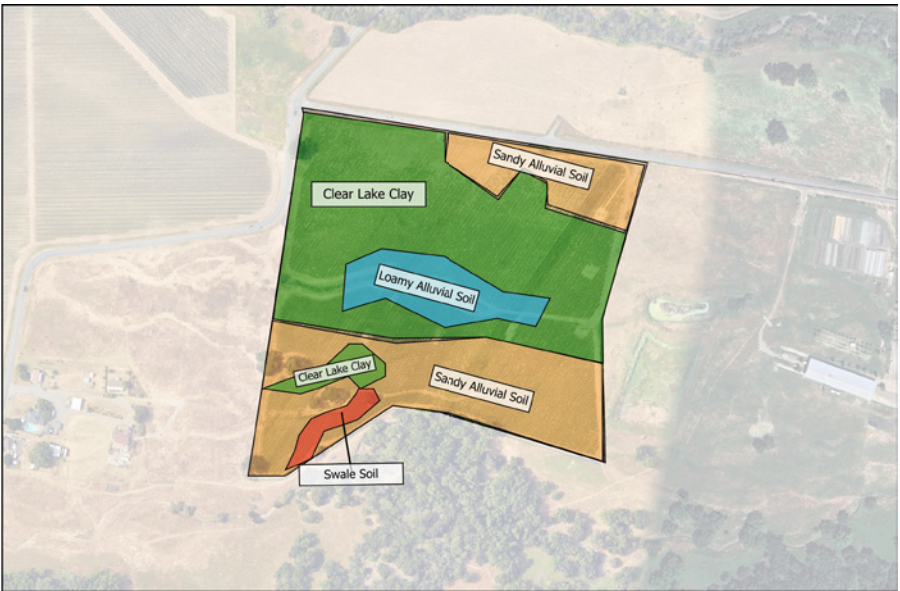 Sandy Alluvial Soil
Clear Lake Clay
Loamy Alluvial Soil
Clear Lake Clay
Sandy Alluvial Soil
Swale Soil